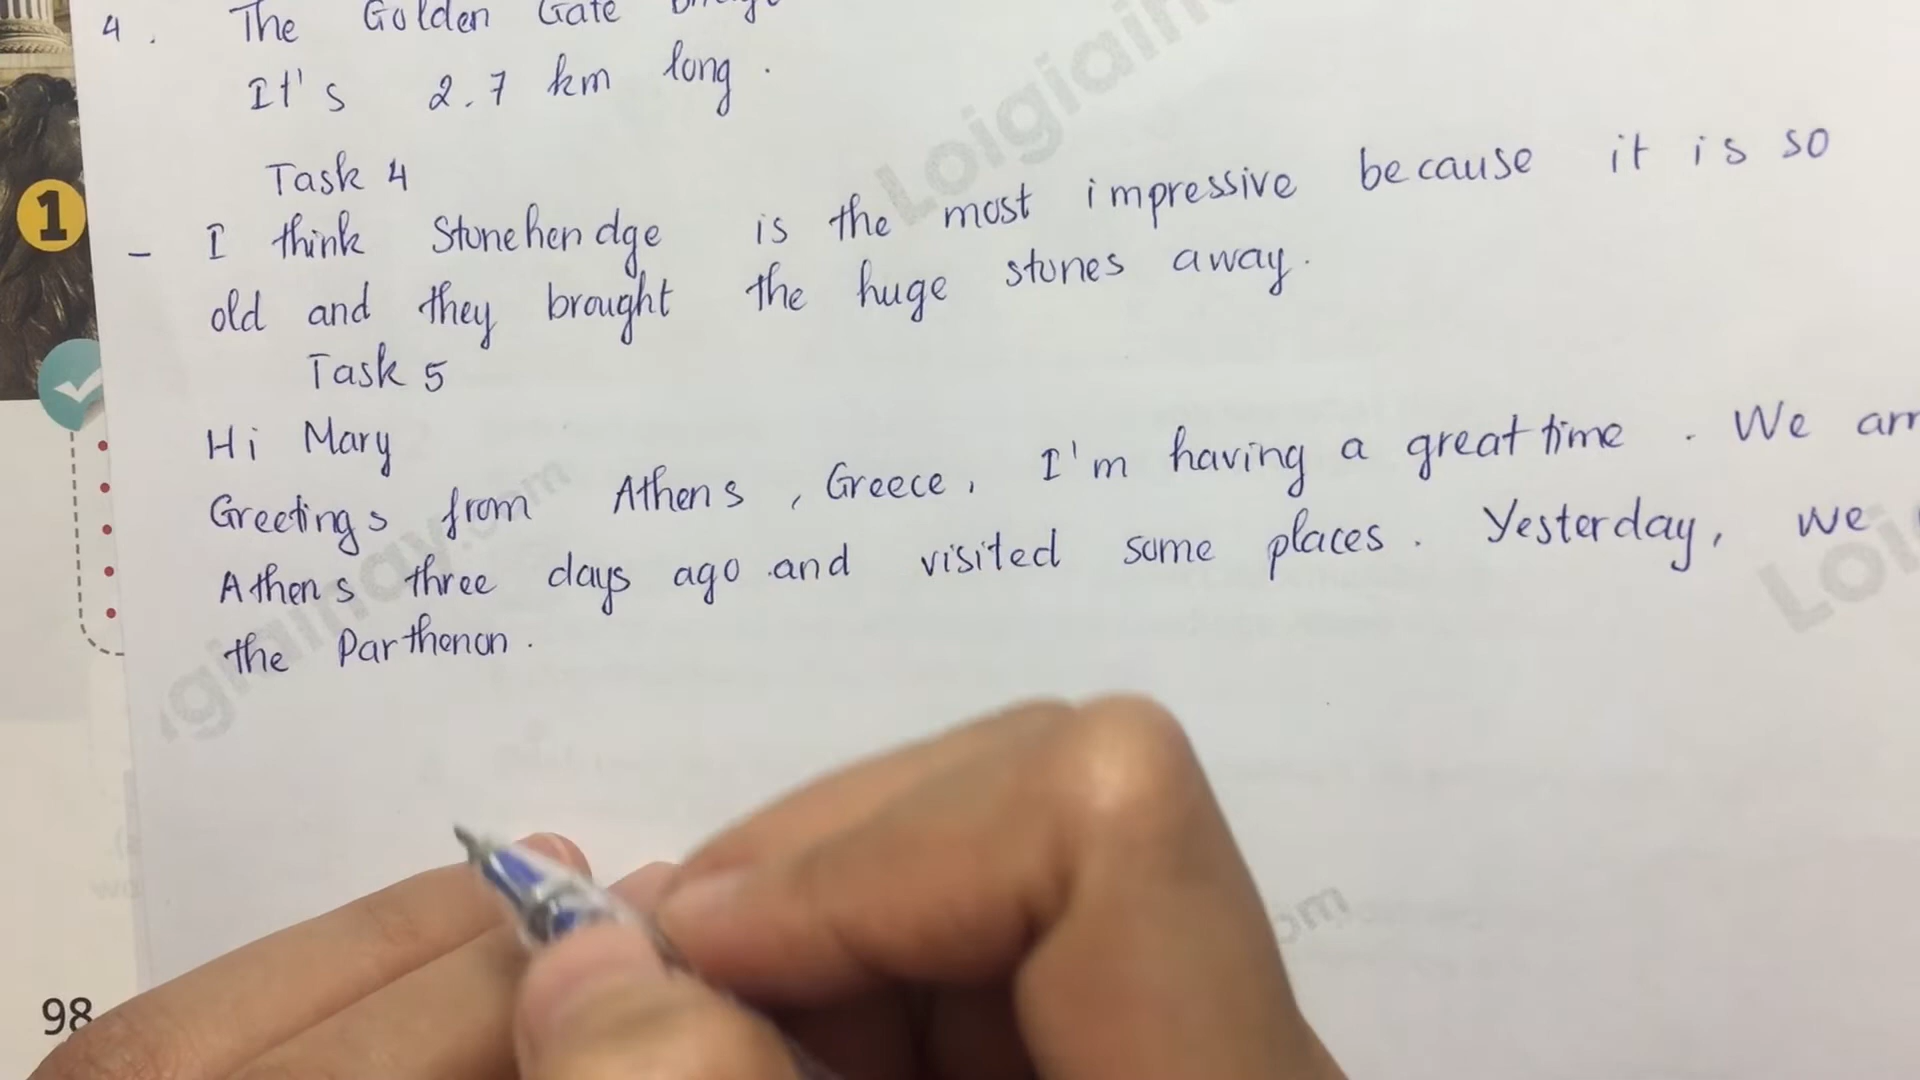 4. The Golden Gate
It's 2.7 km long.
Task 4
1
- I think Stonehendge is the most impressive because it is so
old and they brought the huge stones away.
Task 5
Hi Mary
Greetings from Athens, Greece, I'm having a great time. We
Athens three days ago and visited some places. Yesterday, we
the Parthenon.
98